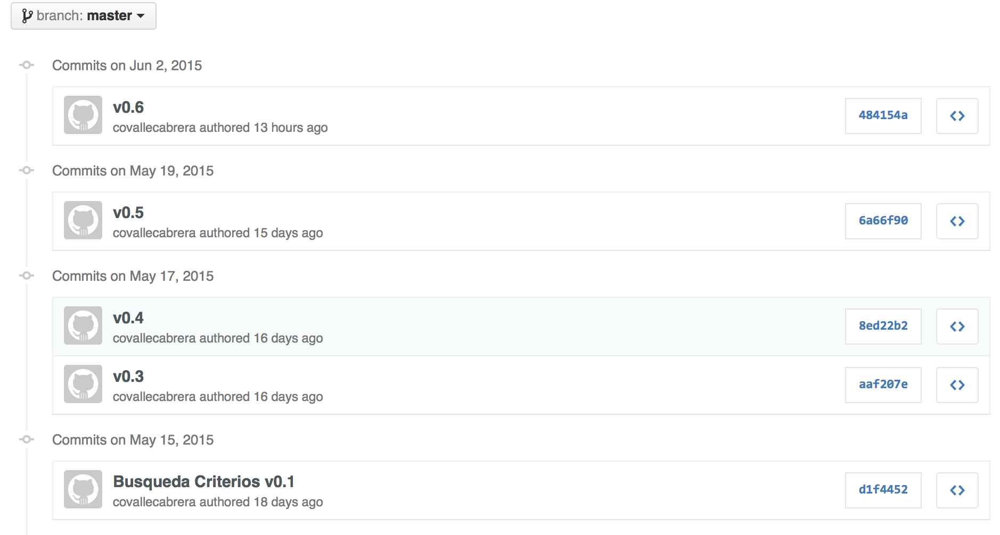 branch: master
Commits on Jun 2, 2015
v0.6
covallecabrera authored 13 hours ago
484154a
Commits on May 19, 2015
v0.5
covallecabrera authored 15 days ago
6a66f90
Commits on May 17, 2015
v0.4
covallecabrera authored 16 days ago
8ed22b2
v0.3
covallecabrera authored 16 days ago
aaf207e
Commits on May 15, 2015
Busqueda Criterios v0.1
covallecabrera authored 18 days ago
d1f4452